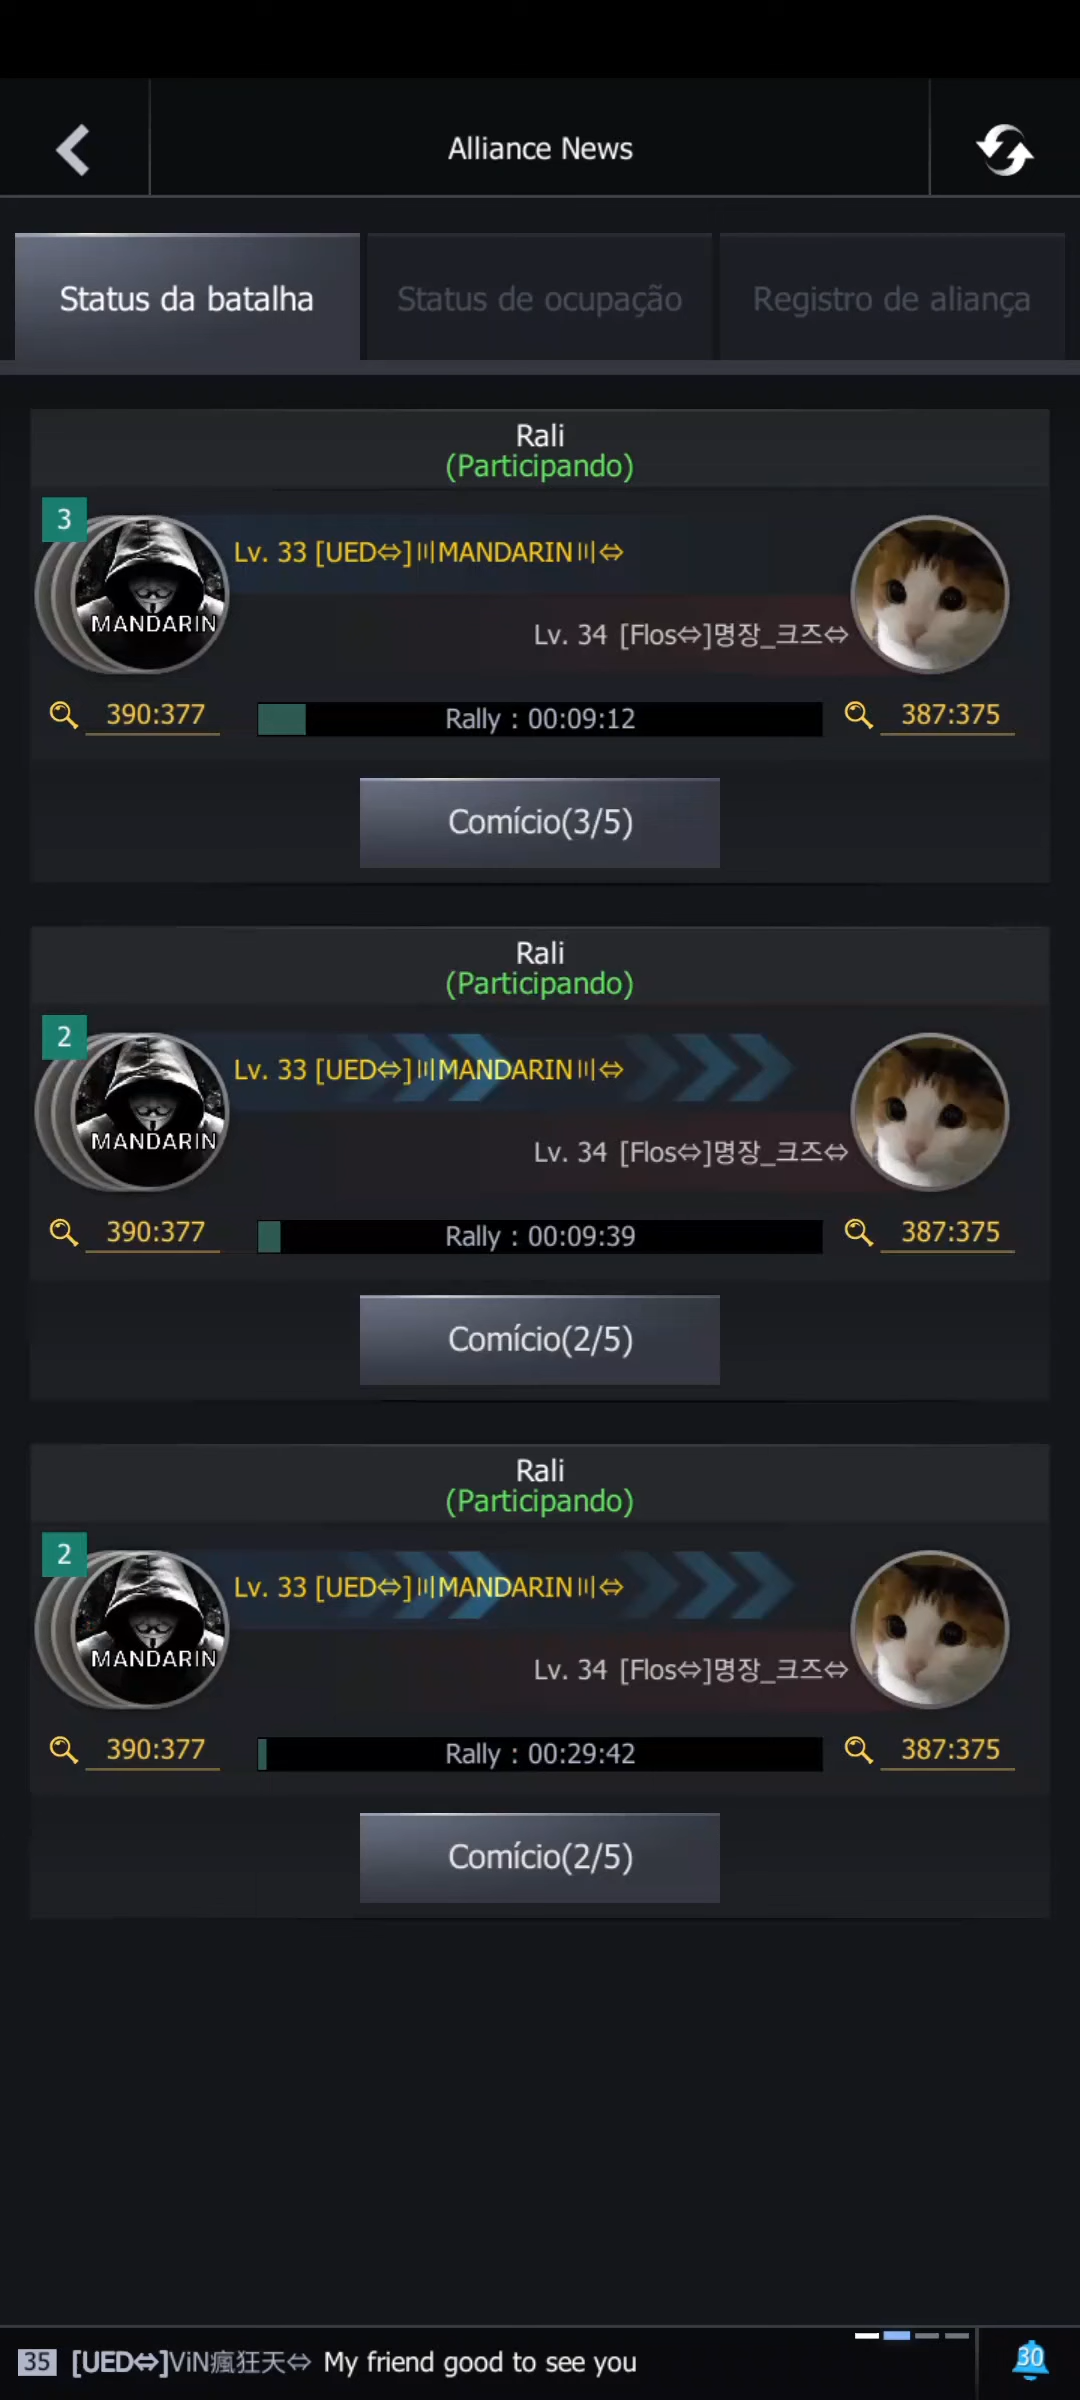 Alliance News
Status da batalha
Status de ocupação
Registro de aliança
Rali
(Participando)
3
MANDARIN
Lv. 33 [UED⇔]〣MANDARIN〣⇔
Lv. 34 [Flos⇔]명장_크즈⇔
390:377
Rally : 00:09:12
387:375
Comício(3/5)
Rali
(Participando)
2
MANDARIN
Lv. 33 [UED⇔]〣MANDARIN〣⇔
Lv. 34 [Flos⇔]명장_크즈⇔
390:377
Rally : 00:09:39
387:375
Comício(2/5)
Rali
(Participando)
2
MANDARIN
Lv. 33 [UED⇔]〣MANDARIN〣⇔
Lv. 34 [Flos⇔]명장_크즈⇔
390:377
Rally : 00:29:42
387:375
Comício(2/5)
35 [UED⇔]ViN瘋狂天⇔ My friend good to see you
30